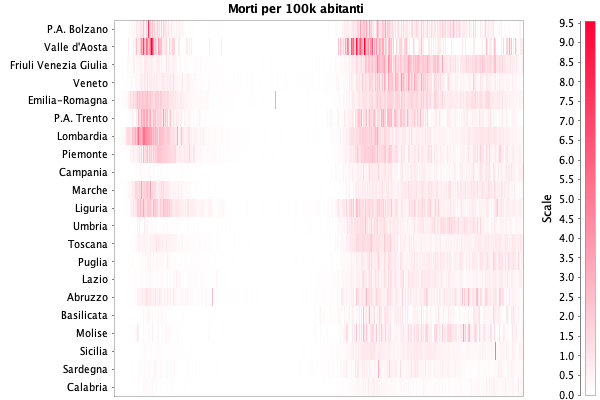 Morti per 100k abitanti
P.A. Bolzano
Valle d'Aosta
Friuli Venezia Giulia
Veneto
Emilia-Romagna
P.A. Trento
Lombardia
Piemonte
Campania
Marche
Liguria
Umbria
Toscana
Puglia
Lazio
Abruzzo
Basilicata
Molise
Sicilia
Sardegna
Calabria
Scale
9.5
9.0
8.5
8.0
7.5
7.0
6.5
6.0
5.5
5.0
4.5
4.0
3.5
3.0
2.5
2.0
1.5
1.0
0.5
0.0